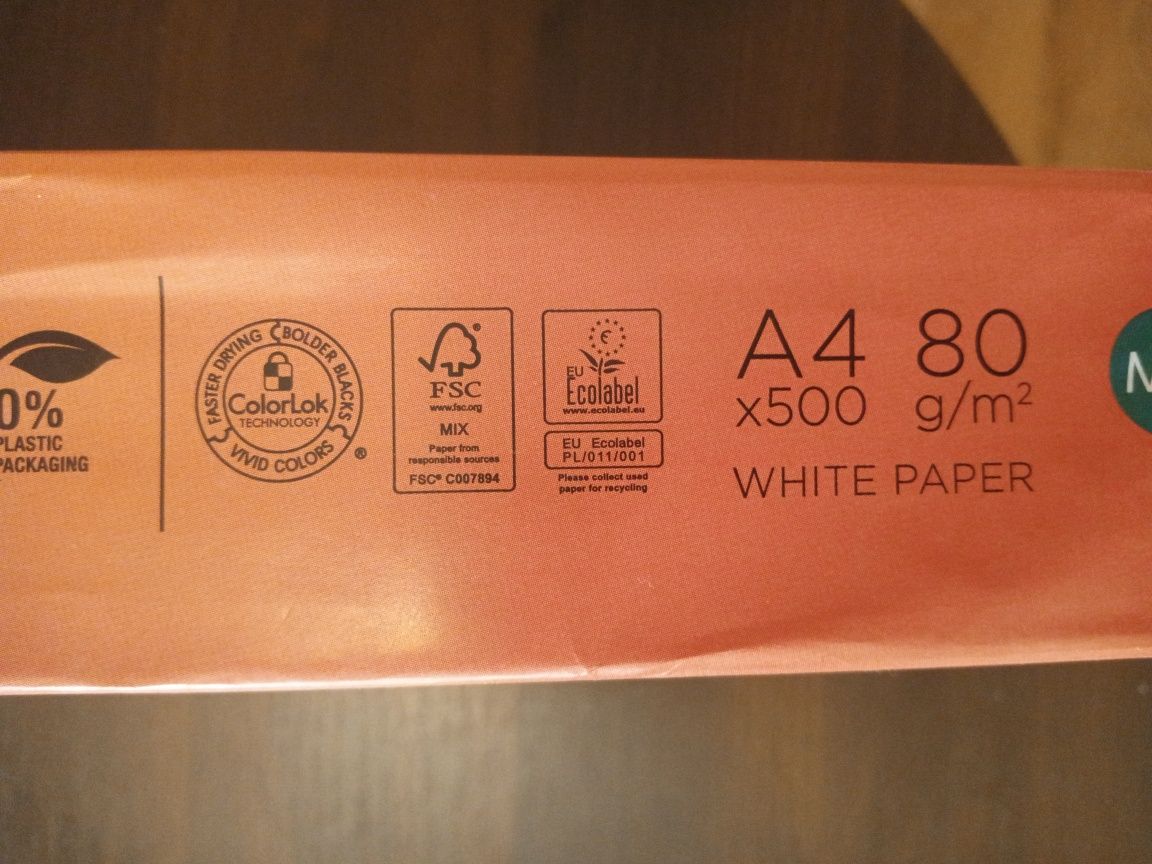 0%
PLASTIC
PACKAGING
FASTER DRYING
BOLDER BLACKS
VIVID COLORS
ColorLok
TECHNOLOGY
®
®
FSC
www.fsc.org
MIX
Paper from
responsible sources
FSC® C007894
€
EU
Ecolabel
www.ecolabel.eu
EU Ecolabel
PL/011/001
Please collect used
paper for recycling
A4 80
x500 g/m²
WHITE PAPER